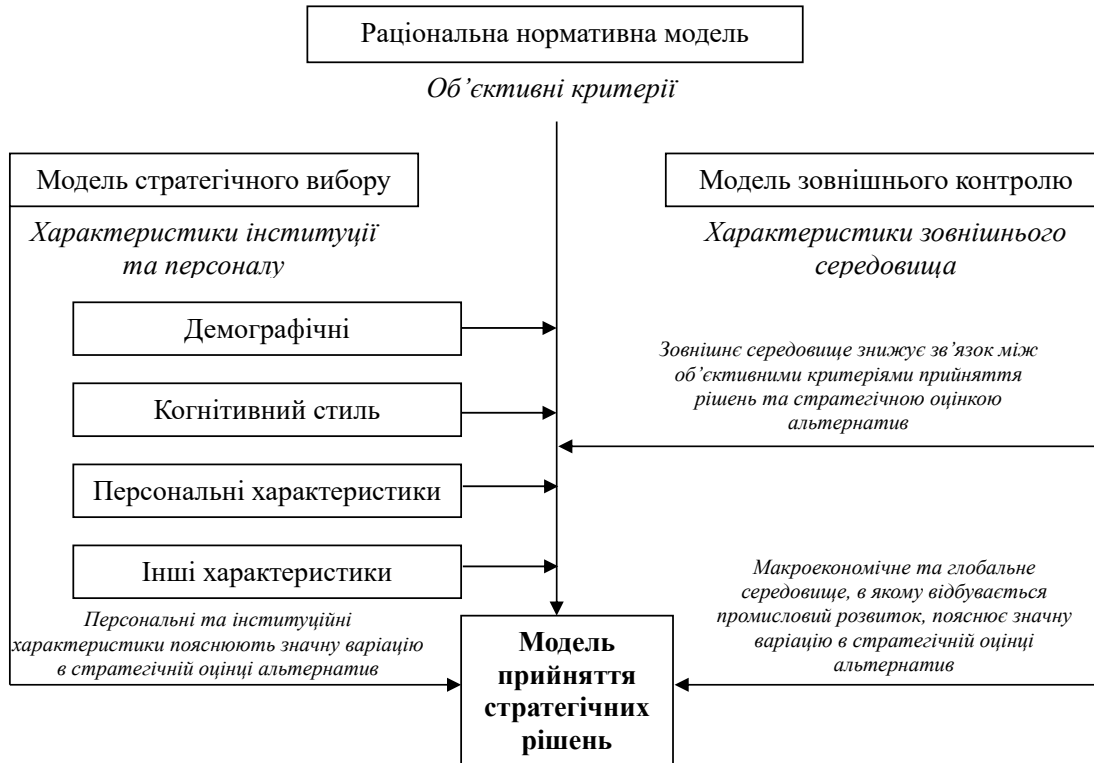 Раціональна нормативна модель
Об’єктивні критерії
Модель стратегічного вибору
Характеристики інституції
та персоналу
Модель зовнішнього контролю
Характеристики зовнішнього
середовища
Демографічні
Когнітивний стиль
Персональні характеристики
Інші характеристики
Зовнішнє середовище знижує зв’язок між
об’єктивними критеріями прийняття
рішень та стратегічною оцінкою
альтернатив
Персональні та інституційні
характеристики пояснюють значну варіацію
в стратегічній оцінці альтернатив
Макроекономічне та глобальне
середовище, в якому відбувається
промисловий розвиток, пояснює значну
варіацію в стратегічній оцінці
альтернатив
Модель
прийняття
стратегічних
рішень